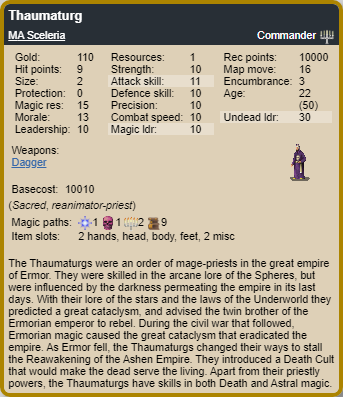 Thaumaturg
MA Sceleria Commander
Gold: 110 Resources: 1 Rec points: 10000
Hit points: 9 Strength: 10 Map move: 16
Size: 2 Attack skill: 11 Encumbrance: 3
Protection: 0 Defence skill: 10 Age: 22
Magic res: 15 Precision: 10 (50)
Morale: 13 Combat speed: 10 Undead ldr: 30
Leadership: 10 Magic ldr: 10
Weapons:
Dagger
Basecost: 10010
(Sacred, reanimator-priest)
Magic paths: 1 1 2 9
Item slots: 2 hands, head, body, feet, 2 misc
The Thaumaturgs were an order of mage-priests in the great empire
of Ermor. They were skilled in the arcane lore of the Spheres, but
were influenced by the darkness permeating the empire in its last
days. With their lore of the stars and the laws of the Underworld they
predicted a great cataclysm, and advised the twin brother of the
Ermorian emperor to rebel. During the civil war that followed,
Ermorian magic caused the great cataclysm that eradicated the
empire. As Ermor fell, the Thaumaturgs changed their ways to stall
the Reawakening of the Ashen Empire. They introduced a Death Cult
that would make the dead serve the living. Apart from their priestly
powers, the Thaumaturgs have skills in both Death and Astral magic.